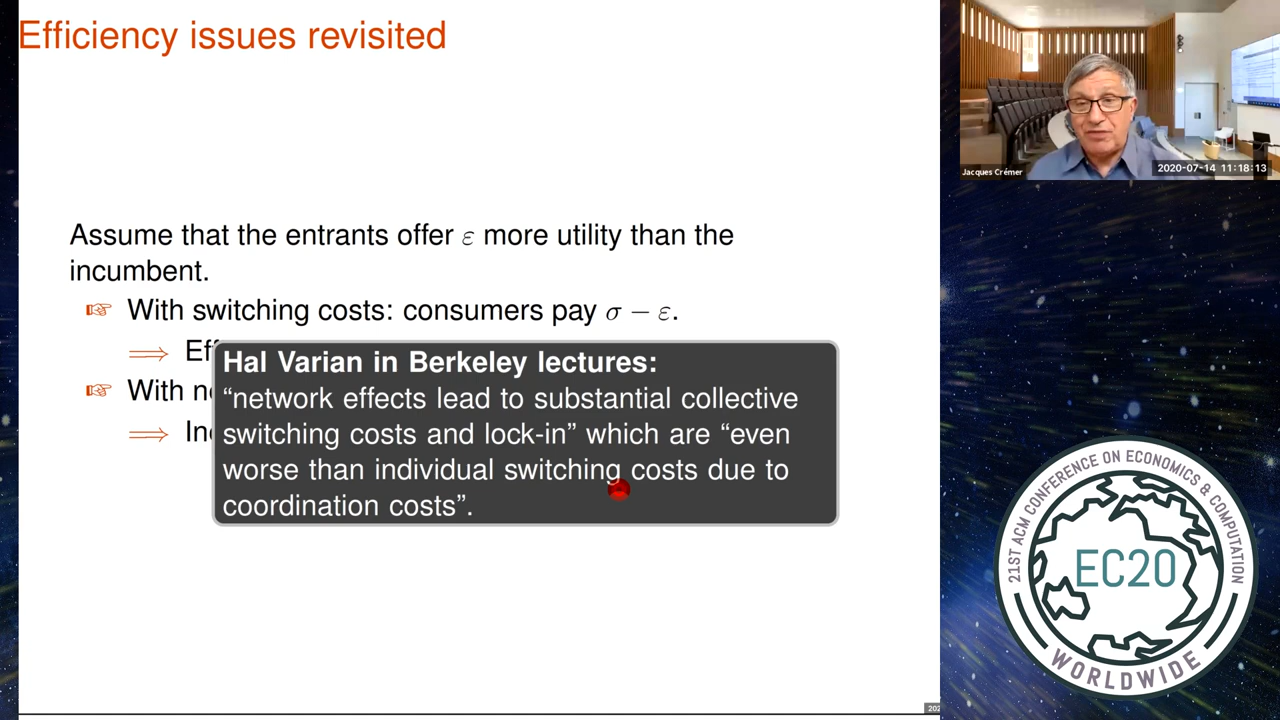 Efficiency issues revisited
Assume that the entrants offer ε more utility than the
incumbent.
☞ With switching costs: consumers pay σ − ε.
⟹
☞ With
⟹
Hal Varian in Berkeley lectures:
“network effects lead to substantial collective
switching costs and lock-in” which are “even
worse than individual switching costs due to
coordination costs”.
Jacques Crémer
2020-07-14 11:18:13
21ST ACM CONFERENCE ON ECONOMICS & COMPUTATION
EC20
WORLDWIDE